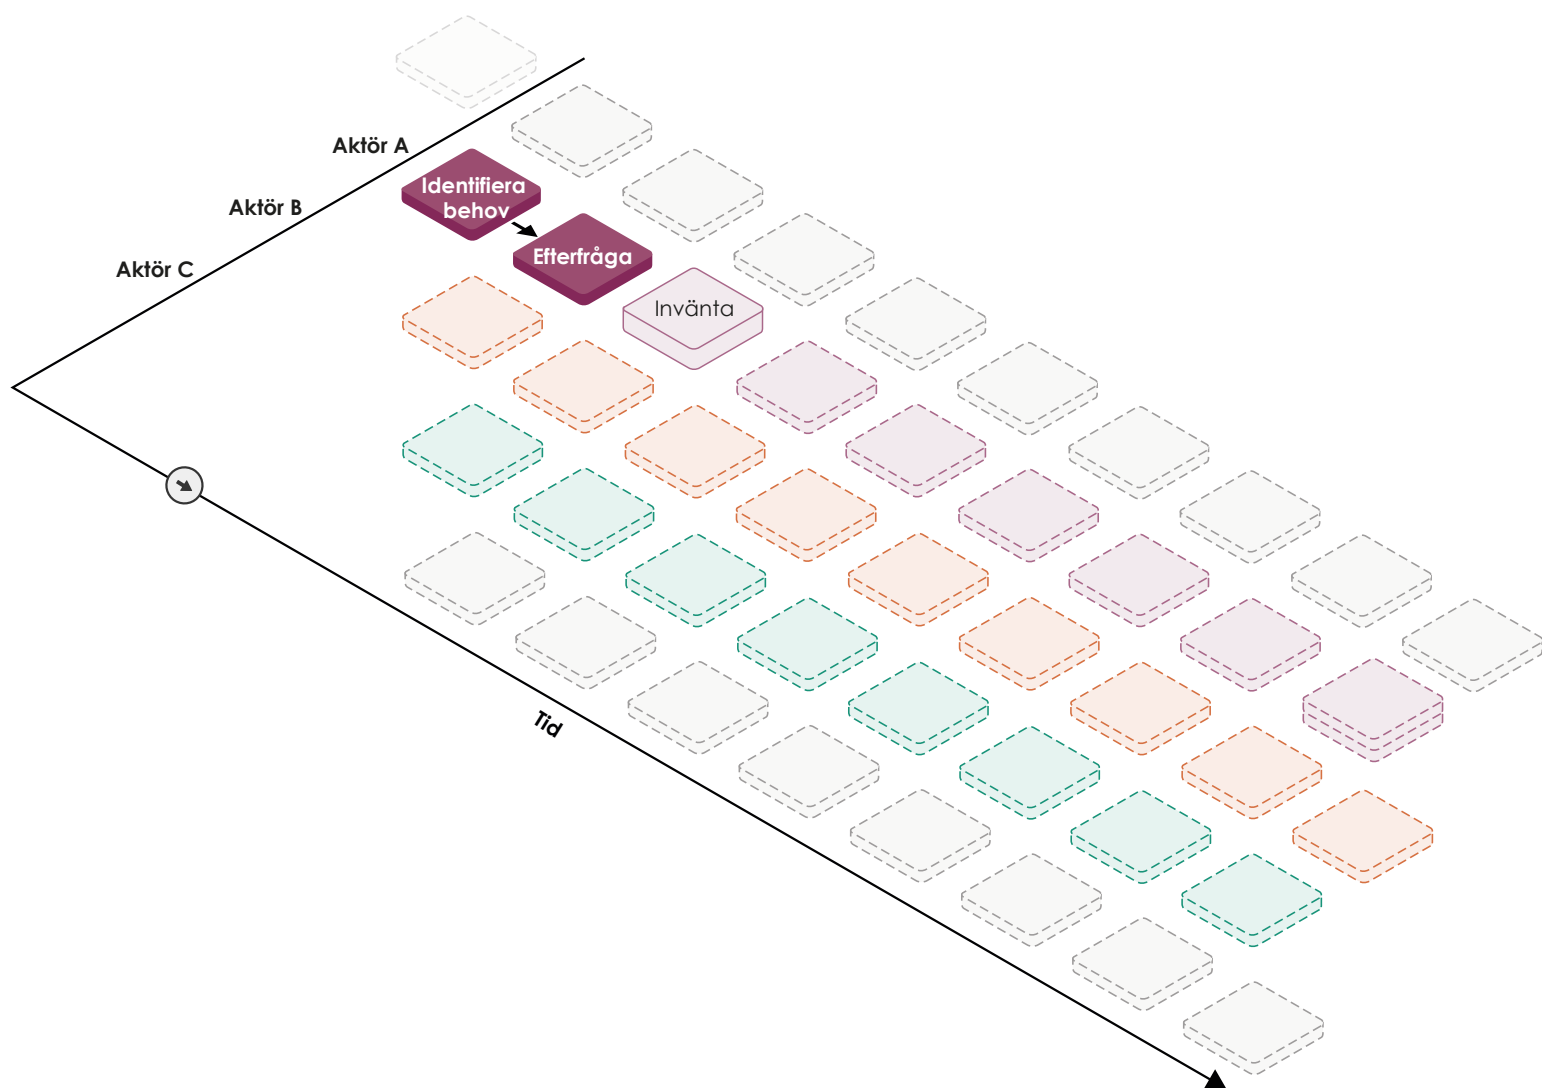 Aktör A
Aktör B
Aktör C
Identifiera
behov
Efterfråga
Invänta
Tid